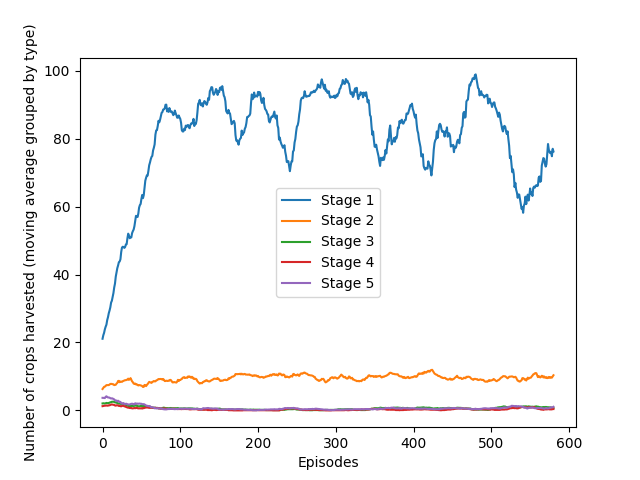 Number of crops harvested (moving average grouped by type)
100
80
60
40
20
0
Stage 1
Stage 2
Stage 3
Stage 4
Stage 5
0 100 200 300 400 500 600
Episodes